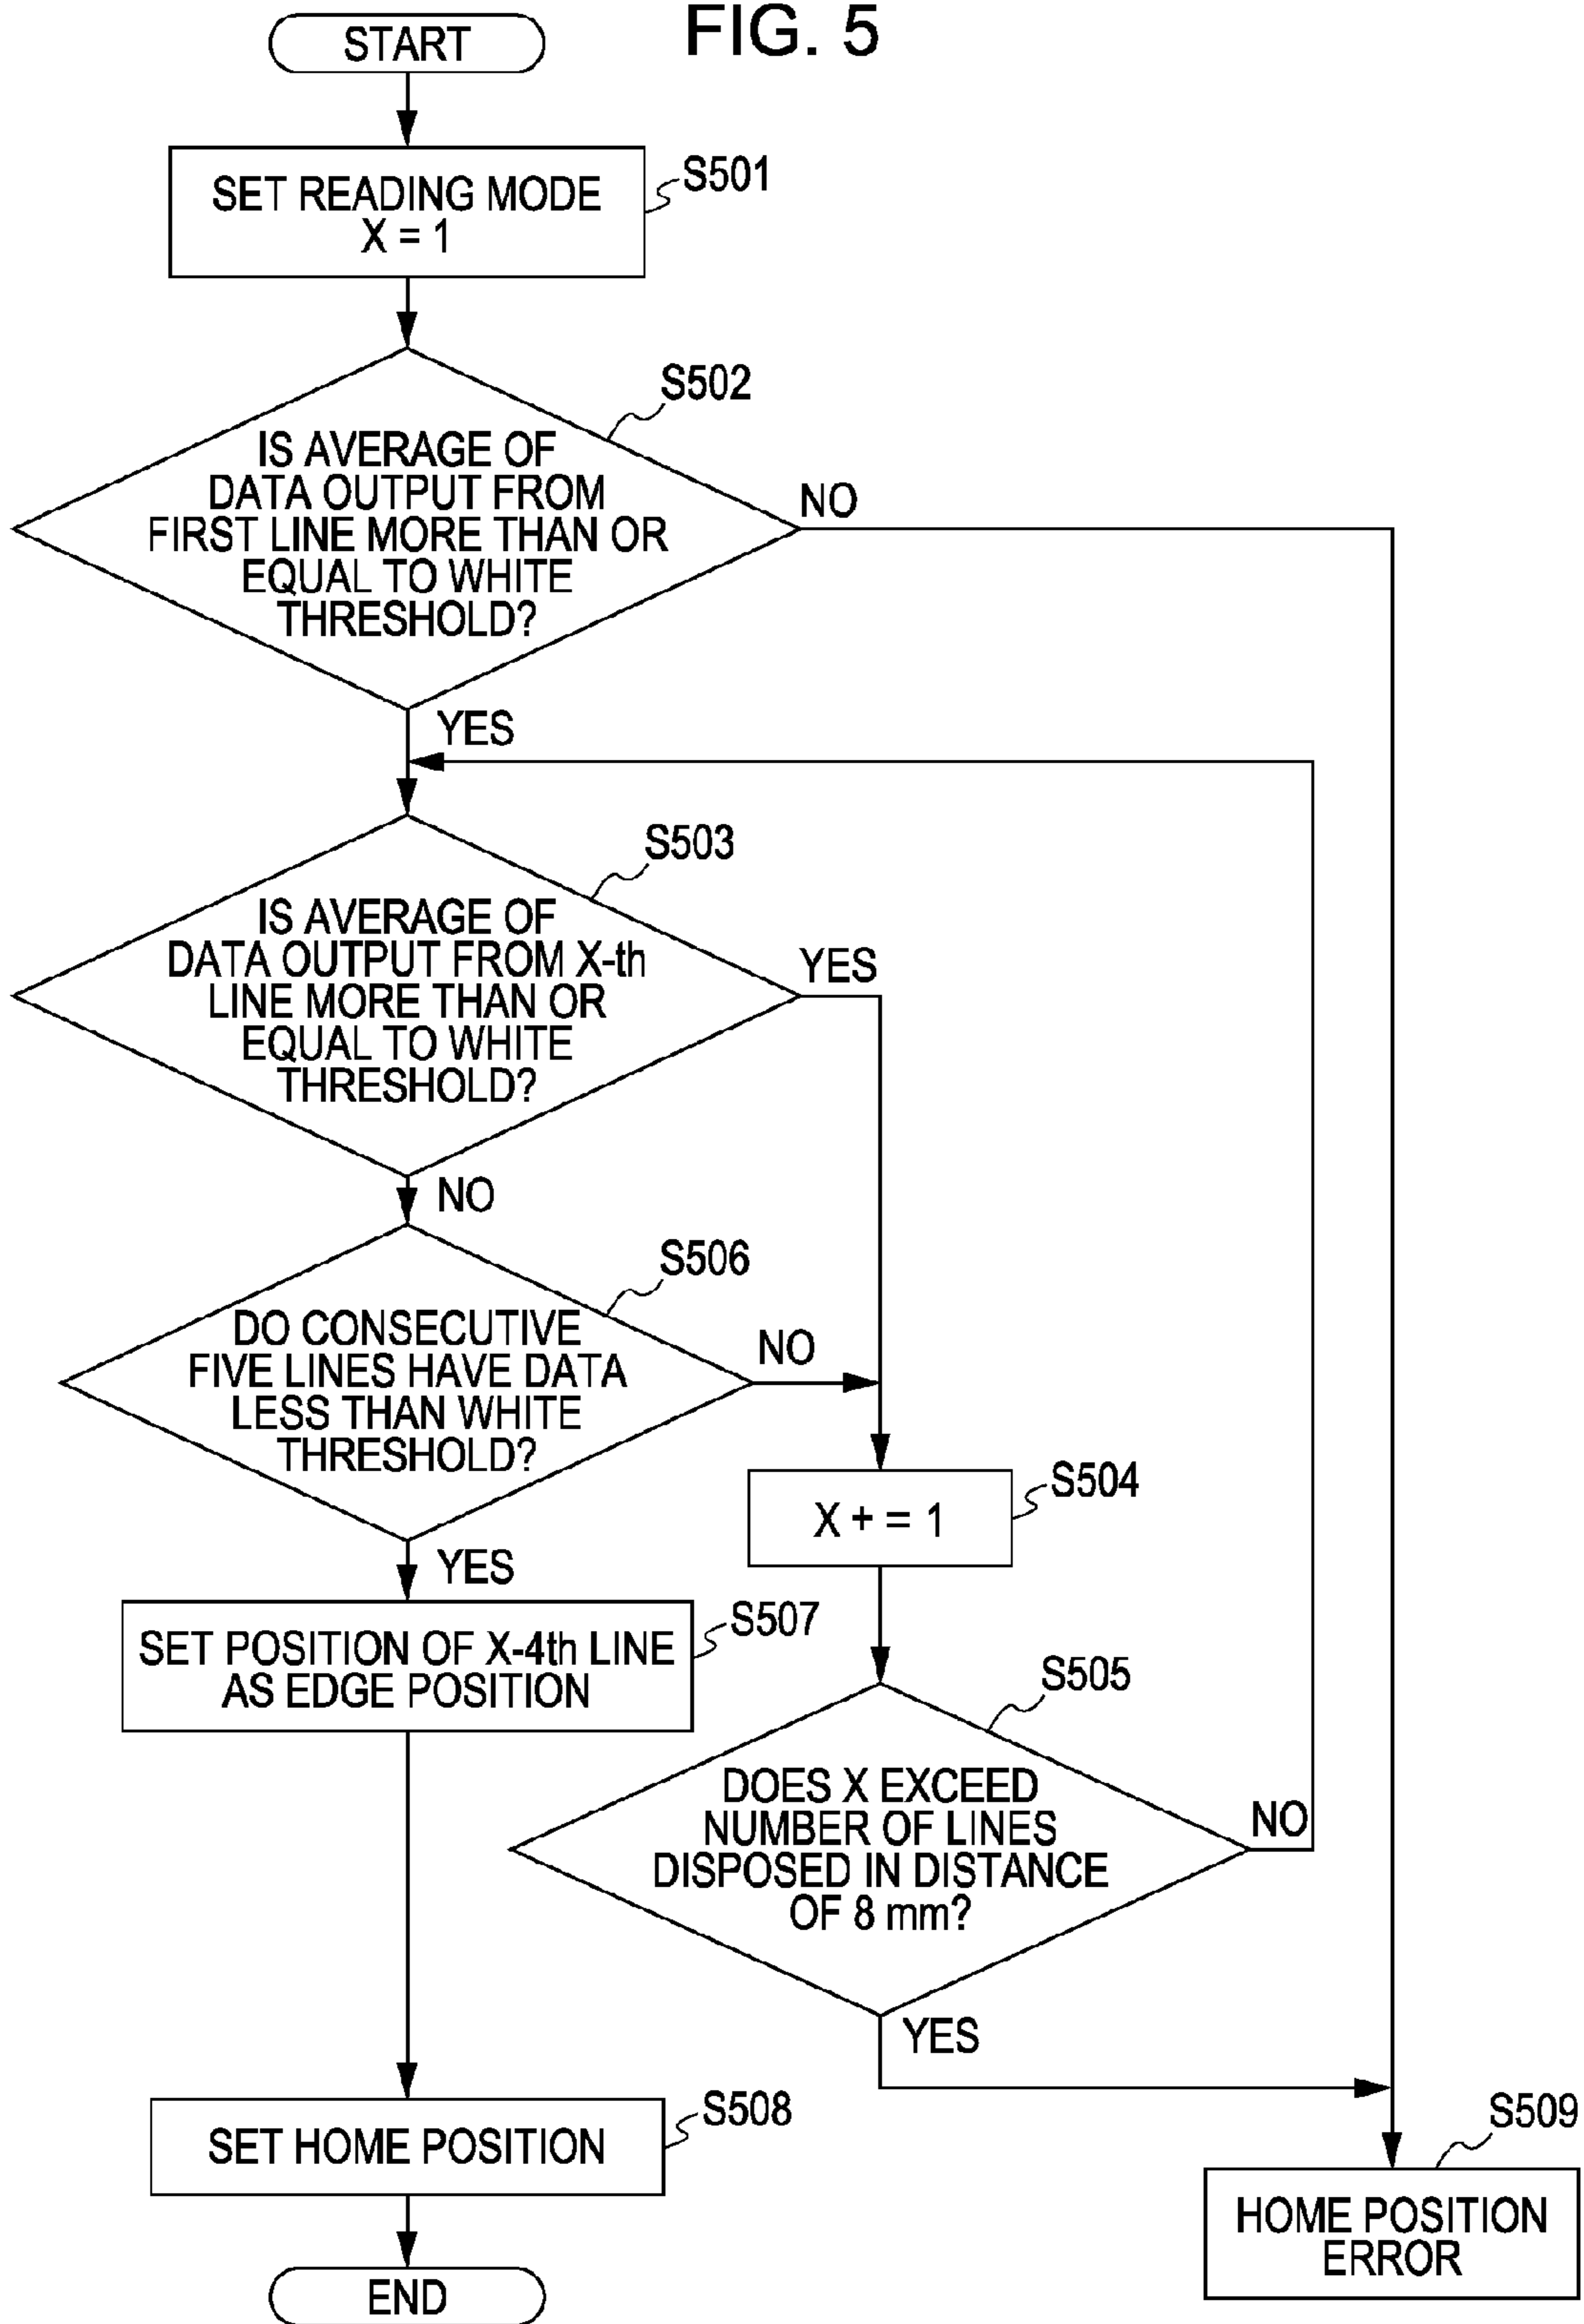 FIG. 5
START
SET READING MODE
X = 1
S501
S502
IS AVERAGE OF
DATA OUTPUT FROM
FIRST LINE MORE THAN OR
EQUAL TO WHITE
THRESHOLD?
NO
YES
S503
IS AVERAGE OF
DATA OUTPUT FROM X-th
LINE MORE THAN OR
EQUAL TO WHITE
THRESHOLD?
YES
NO
S506
DO CONSECUTIVE
FIVE LINES HAVE DATA
LESS THAN WHITE
THRESHOLD?
NO
YES
S504
X + = 1
S507
SET POSITION OF X-4th LINE
AS EDGE POSITION
S505
DOES X EXCEED
NUMBER OF LINES
DISPOSED IN DISTANCE
OF 8 mm?
NO
YES
S508
SET HOME POSITION
S509
HOME POSITION
ERROR
END